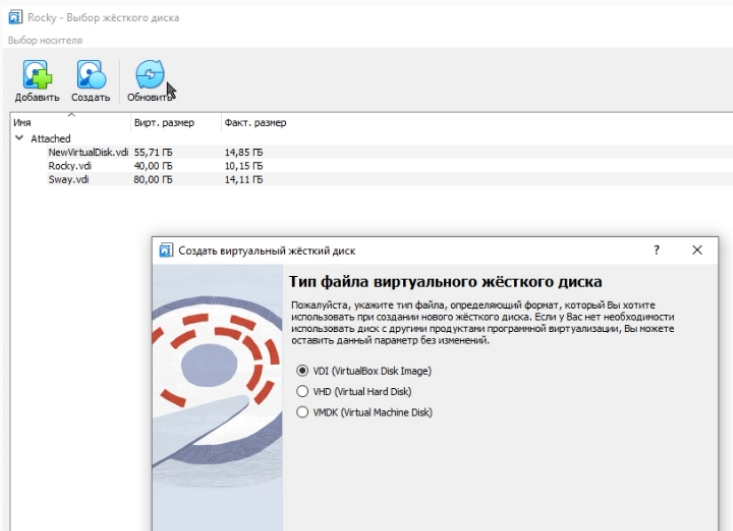 Rocky - Выбор жёсткого диска
Выбор носителя
Добавить Создать Обновить
Имя Вирт. размер Факт. размер
Attached
NewVirtualDisk.vdi 55,71 ГБ 14,85 ГБ
Rocky.vdi 40,00 ГБ 10,15 ГБ
Sway.vdi 80,00 ГБ 14,11 ГБ
Создать виртуальный жёсткий диск ?
Тип файла виртуального жёсткого диска
Пожалуйста, укажите тип файла, определяющий формат, который Вы хотите
использовать при создании нового жёсткого диска. Если у Вас нет необходимости
использовать диск с другими продуктами программной виртуализации, Вы можете
оставить данный параметр без изменений.
VDI (VirtualBox Disk Image)
VHD (Virtual Hard Disk)
VMDK (Virtual Machine Disk)